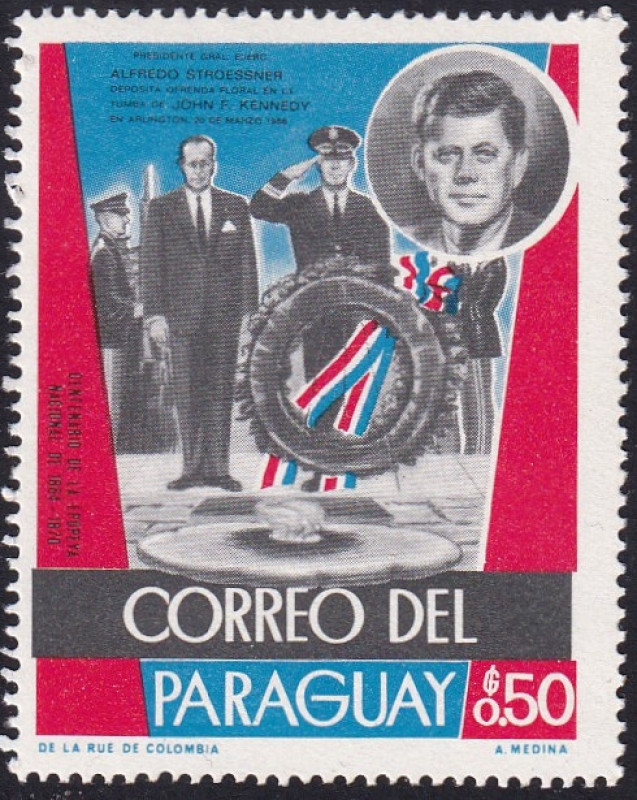 PRESIDENTE GRAL. EJERC.
ALFREDO STROESSNER
DEPOSITA OFRENDA FLORAL EN LA
TUMBA DE JOHN F. KENNEDY
EN ARLINGTON, 20 DE MARZO 1968
CENTENARIO DE LA EPOPEYA
NACIONAL DE 1864-1870
CORREO DEL
PARAGUAY
₲0.50
DE LA RUE DE COLOMBIA
A. MEDINA